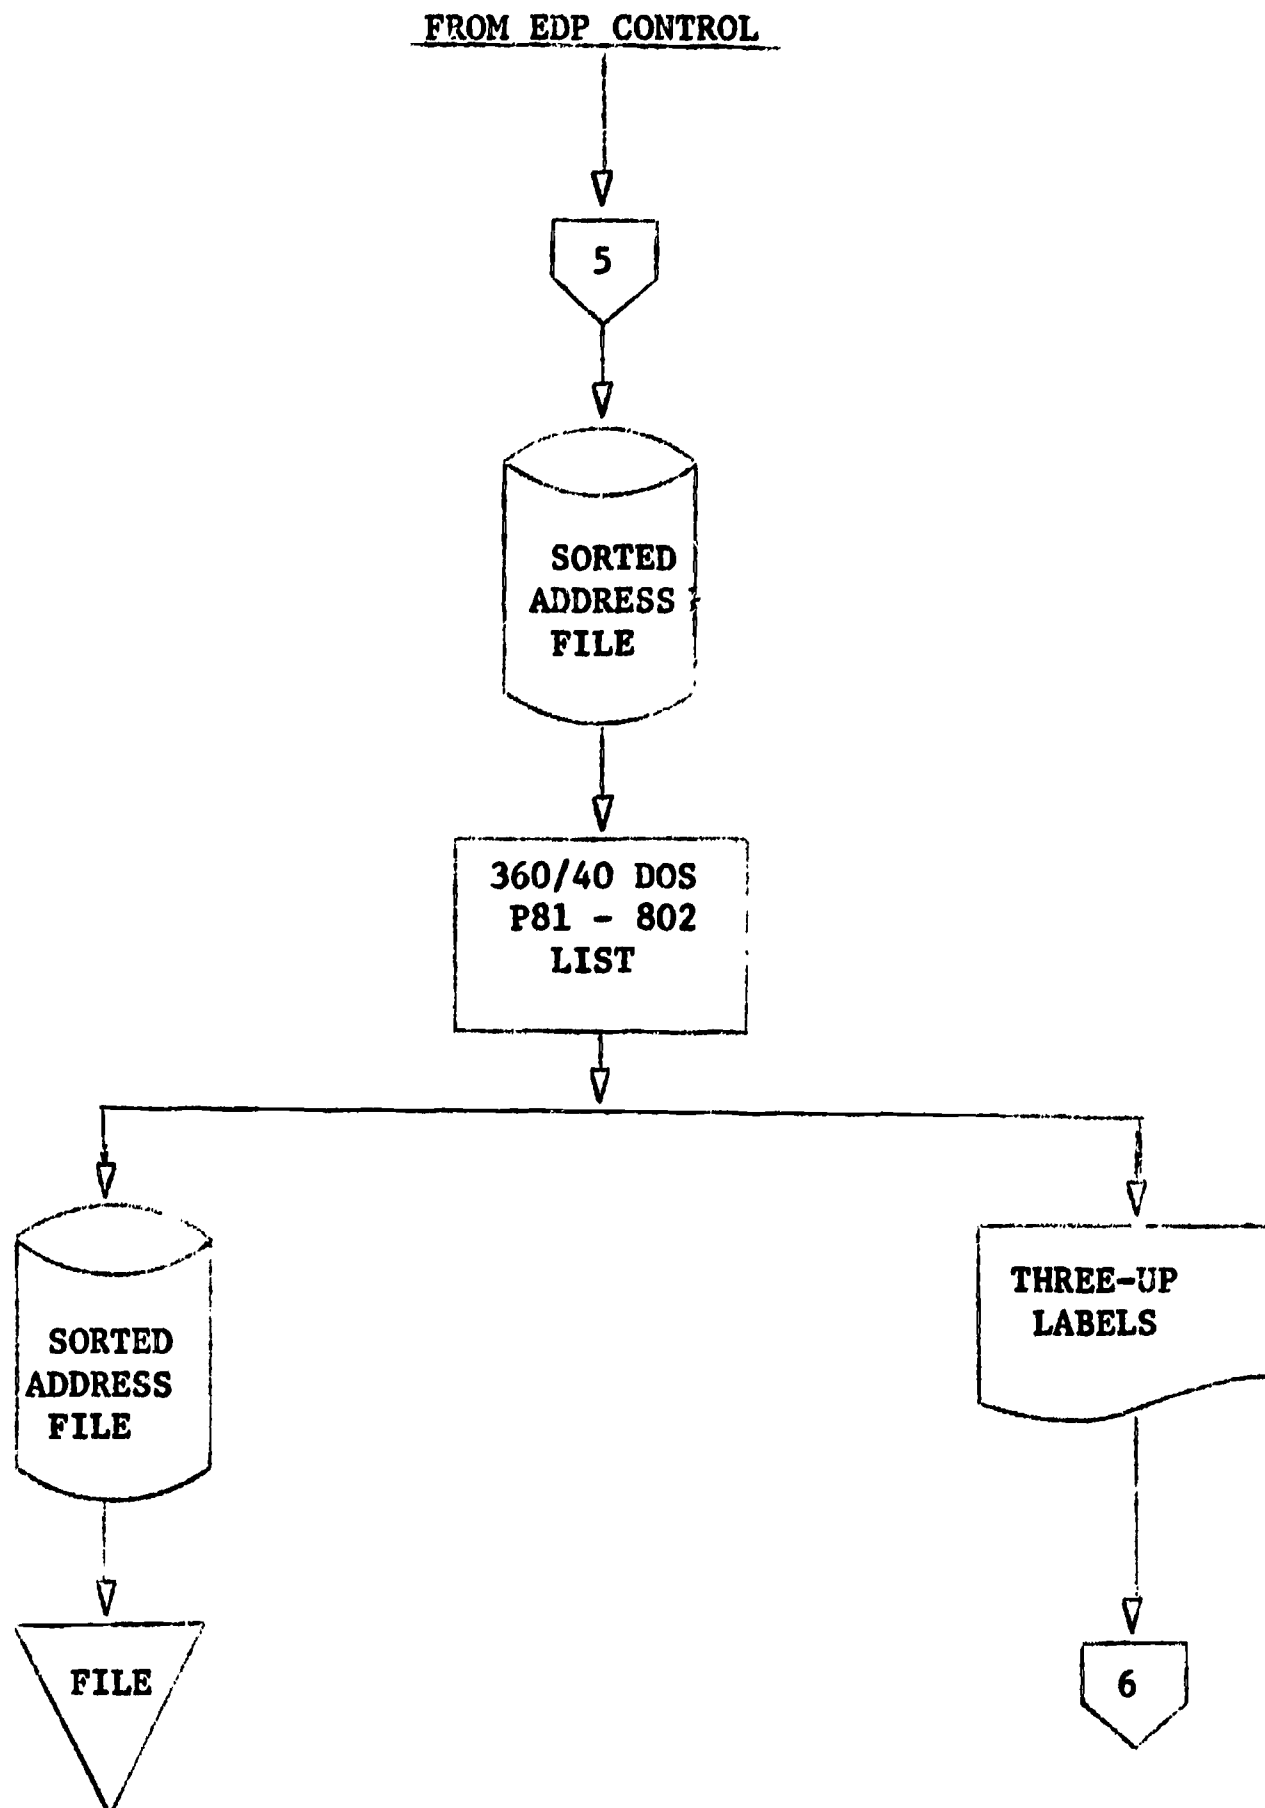 FROM EDP CONTROL
5
SORTED
ADDRESS
FILE
360/40 DOS
P81 - 802
LIST
SORTED
ADDRESS
FILE
THREE-UP
LABELS
FILE
6